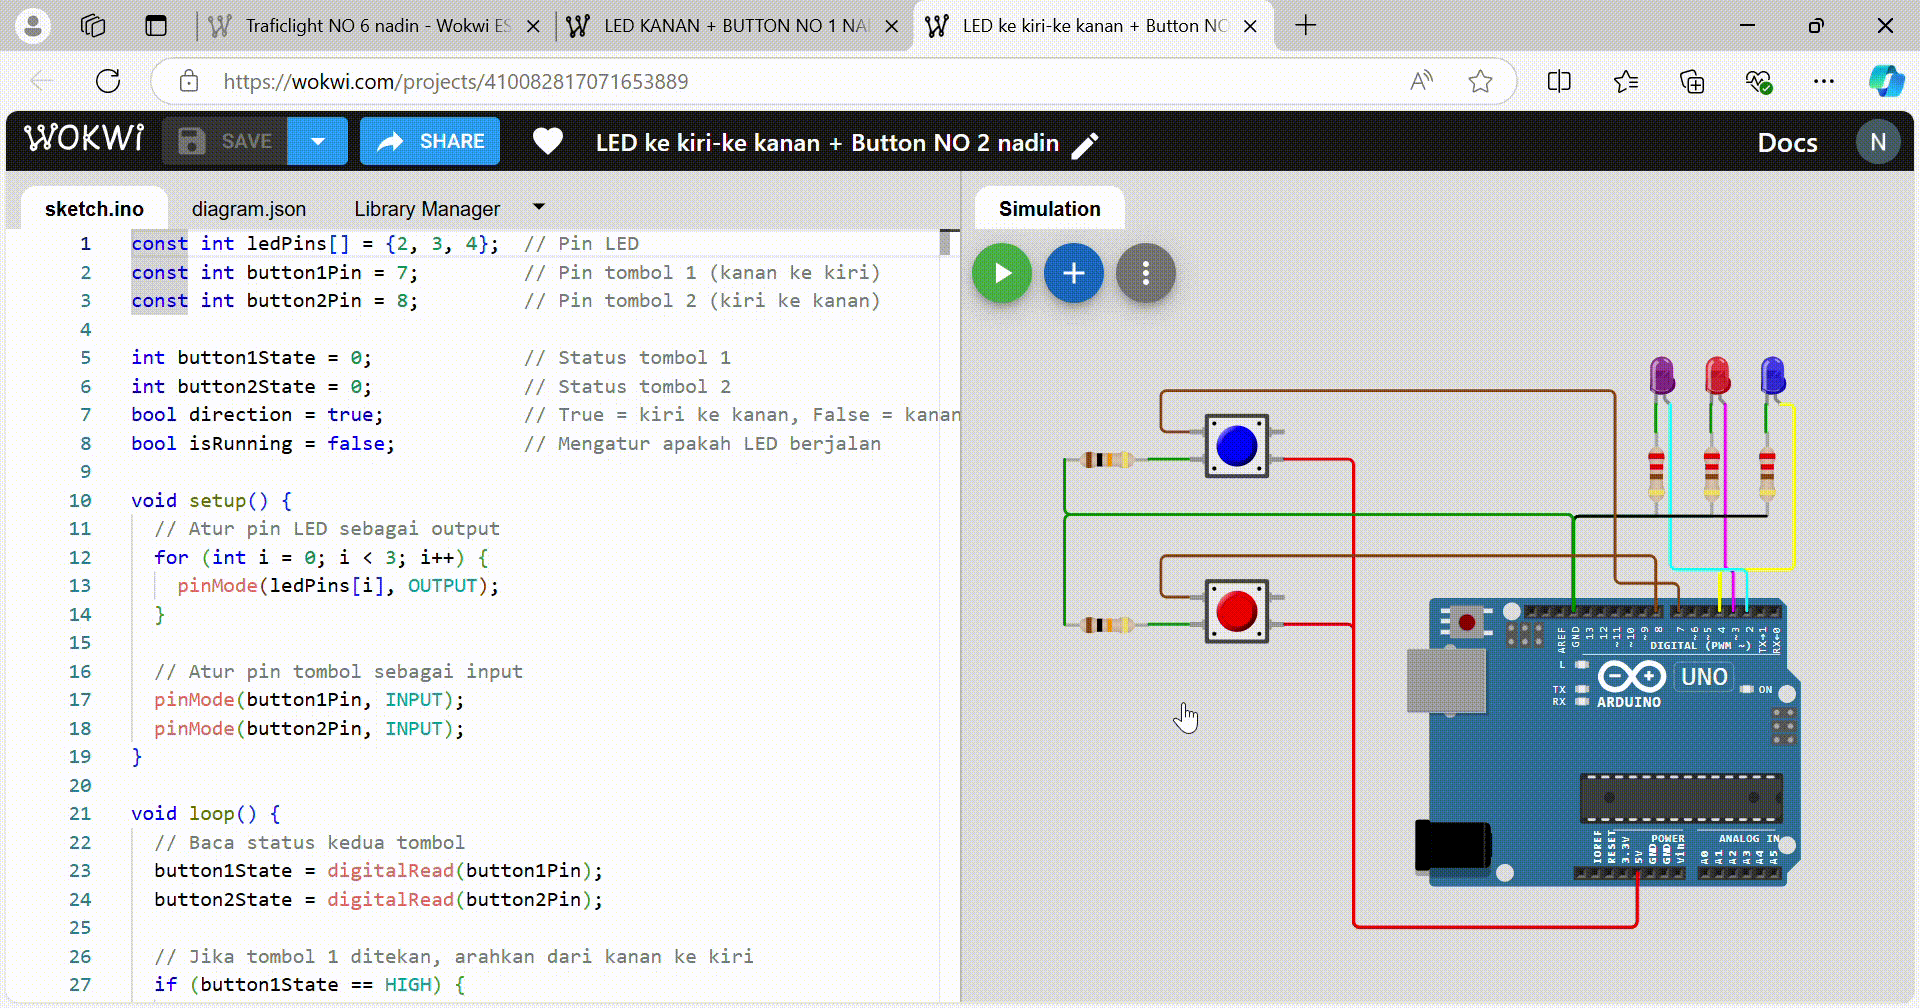 Traficlight NO 6 nadin - Wokwi ES
LED KANAN + BUTTON NO 1 NA
LED ke kiri-ke kanan + Button NO
https://wokwi.com/projects/410082817071653889
WOKWI
SAVE
SHARE
LED ke kiri-ke kanan + Button NO 2 nadin
Docs
N
sketch.ino
diagram.json
Library Manager
Simulation
1 const int ledPins[] = {2, 3, 4}; // Pin LED
2 const int button1Pin = 7; // Pin tombol 1 (kanan ke kiri)
3 const int button2Pin = 8; // Pin tombol 2 (kiri ke kanan)
4
5 int button1State = 0; // Status tombol 1
6 int button2State = 0; // Status tombol 2
7 bool direction = true; // True = kiri ke kanan, False = kanan
8 bool isRunning = false; // Mengatur apakah LED berjalan
9
10 void setup() {
11 // Atur pin LED sebagai output
12 for (int i = 0; i < 3; i++) {
13 pinMode(ledPins[i], OUTPUT);
14 }
15
16 // Atur pin tombol sebagai input
17 pinMode(button1Pin, INPUT);
18 pinMode(button2Pin, INPUT);
19 }
20
21 void loop() {
22 // Baca status kedua tombol
23 button1State = digitalRead(button1Pin);
24 button2State = digitalRead(button2Pin);
25
26 // Jika tombol 1 ditekan, arahkan dari kanan ke kiri
27 if (button1State == HIGH) {
AREF GND 13 12 ~11 ~10 ~9 8 7 ~6 ~5 4 ~3 2 TX→1 RX←0
DIGITAL (PWM ~)
L
TX
RX
ARDUINO
UNO
ON
POWER
ANALOG IN
IOREF RESET 3.3V 5V GND GND Vin A0 A1 A2 A3 A4 A5